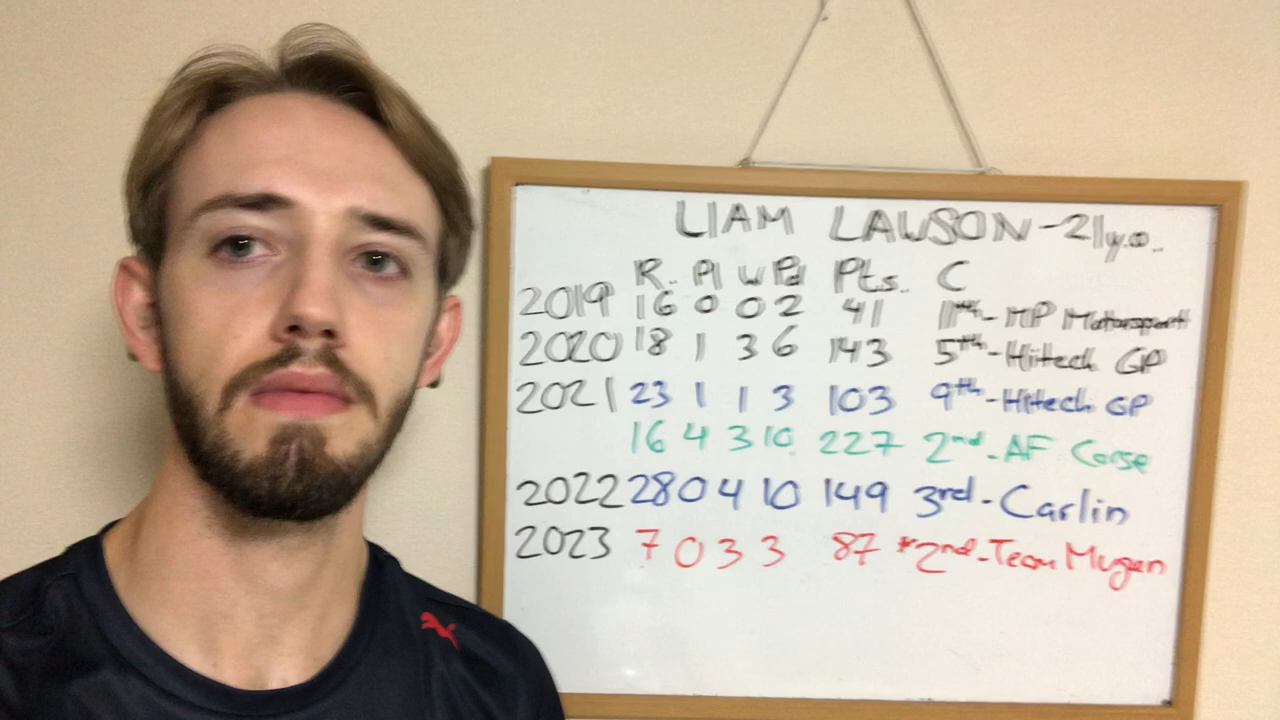 LIAM LAWSON - 21 y.o.
R. Pl W Pd Pts. C
2019 16 0 0 2 41 11th - MP Motorsport
2020 18 1 3 6 143 5th - Hitech GP
2021 23 1 1 3 103 9th - Hitech GP
16 4 3 10 227 2nd - AF Corse
2022 28 0 4 10 149 3rd - Carlin
2023 7 0 3 3 87 *2nd - Team Mugen